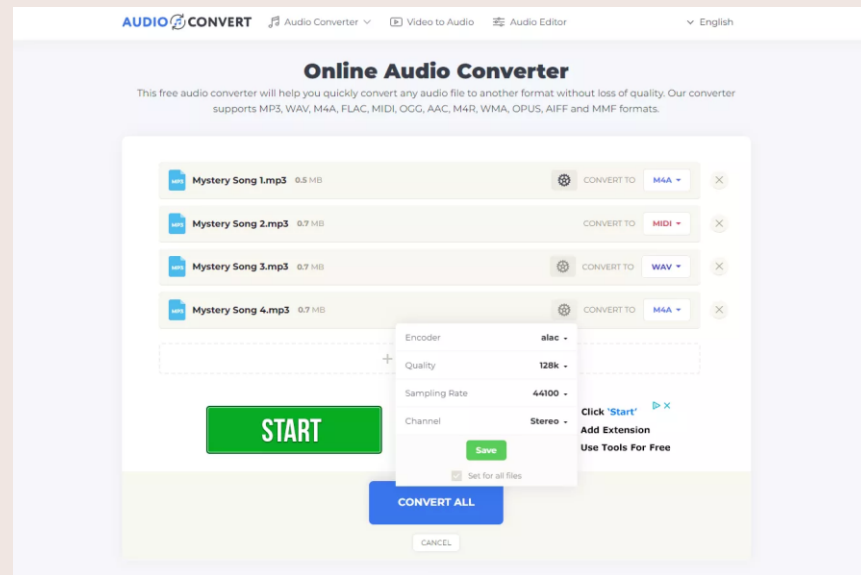 AUDIO CONVERT Audio Converter Video to Audio Audio Editor English
Online Audio Converter
This free audio converter will help you quickly convert any audio file to another format without loss of quality. Our converter
supports MP3, WAV, M4A, FLAC, MIDI, OGG, AAC, M4R, WMA, OPUS, AIFF and MMF formats.
MP3 Mystery Song 1.mp3 0.5 MB CONVERT TO M4A
MP3 Mystery Song 2.mp3 0.7 MB CONVERT TO MIDI
MP3 Mystery Song 3.mp3 0.7 MB CONVERT TO WAV
MP3 Mystery Song 4.mp3 0.7 MB CONVERT TO M4A
Encoder alac
Quality 128k
Sampling Rate 44100
Channel Stereo
Save
Set for all files
START
Click 'Start'
Add Extension
Use Tools For Free
CONVERT ALL
CANCEL